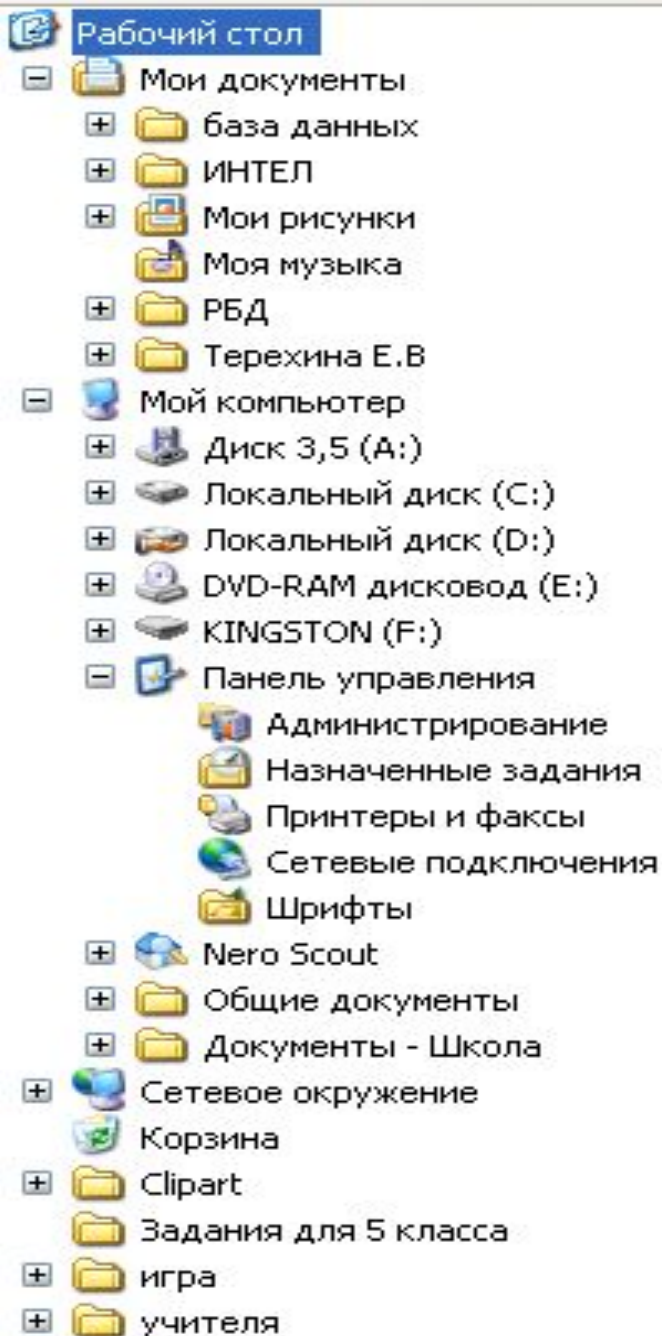 Рабочий стол
Мои документы
база данных
ИНТЕЛ
Мои рисунки
Моя музыка
РБД
Терехина Е.В
Мой компьютер
Диск 3,5 (A:)
Локальный диск (C:)
Локальный диск (D:)
DVD-RAM дисковод (E:)
KINGSTON (F:)
Панель управления
Администрирование
Назначенные задания
Принтеры и факсы
Сетевые подключения
Шрифты
Nero Scout
Общие документы
Документы - Школа
Сетевое окружение
Корзина
Clipart
Задания для 5 класса
игра
учителя